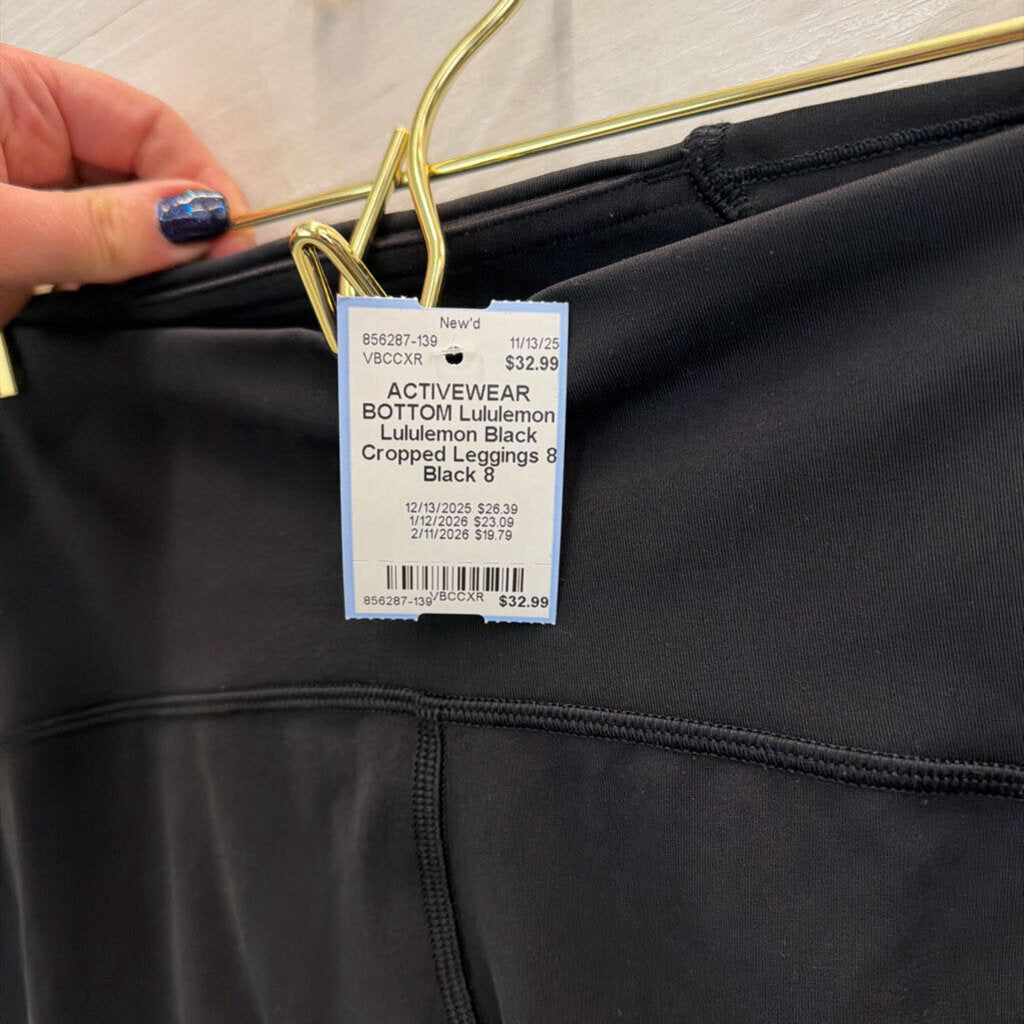 New'd
856287-139 11/13/25
VBCCXR $32.99
ACTIVEWEAR
BOTTOM Lululemon
Lululemon Black
Cropped Leggings 8
Black 8
12/13/2025 $26.39
1/12/2026 $23.09
2/11/2026 $19.79
856287-139 VBCCXR $32.99